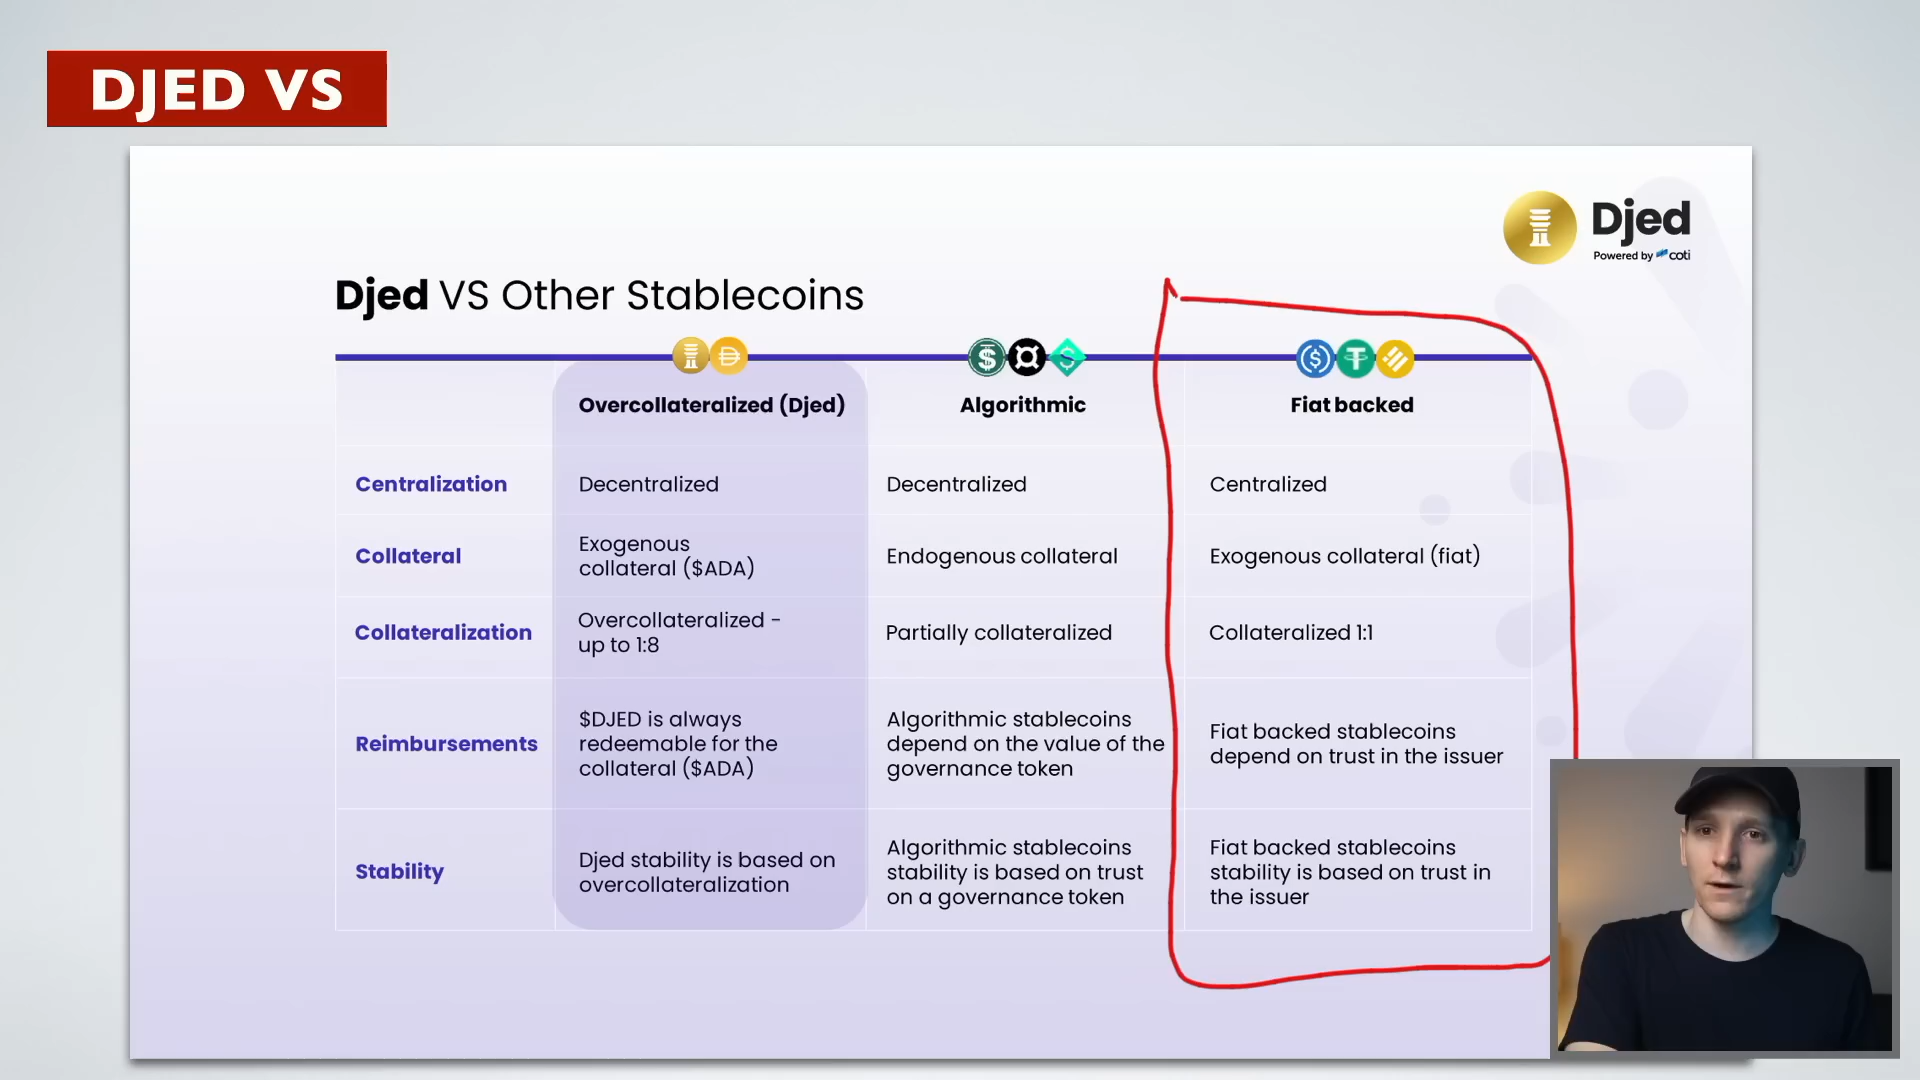 DJED VS
Djed
Powered by coti
Djed VS Other Stablecoins
Overcollateralized (Djed)
Algorithmic
Fiat backed
Centralization
Decentralized
Decentralized
Centralized
Collateral
Exogenous
collateral ($ADA)
Endogenous collateral
Exogenous collateral (fiat)
Collateralization
Overcollateralized -
up to 1:8
Partially collateralized
Collateralized 1:1
Reimbursements
$DJED is always
redeemable for the
collateral ($ADA)
Algorithmic stablecoins
depend on the value of the
governance token
Fiat backed stablecoins
depend on trust in the issuer
Stability
Djed stability is based on
overcollateralization
Algorithmic stablecoins
stability is based on trust
on a governance token
Fiat backed stablecoins
stability is based on trust in
the issuer